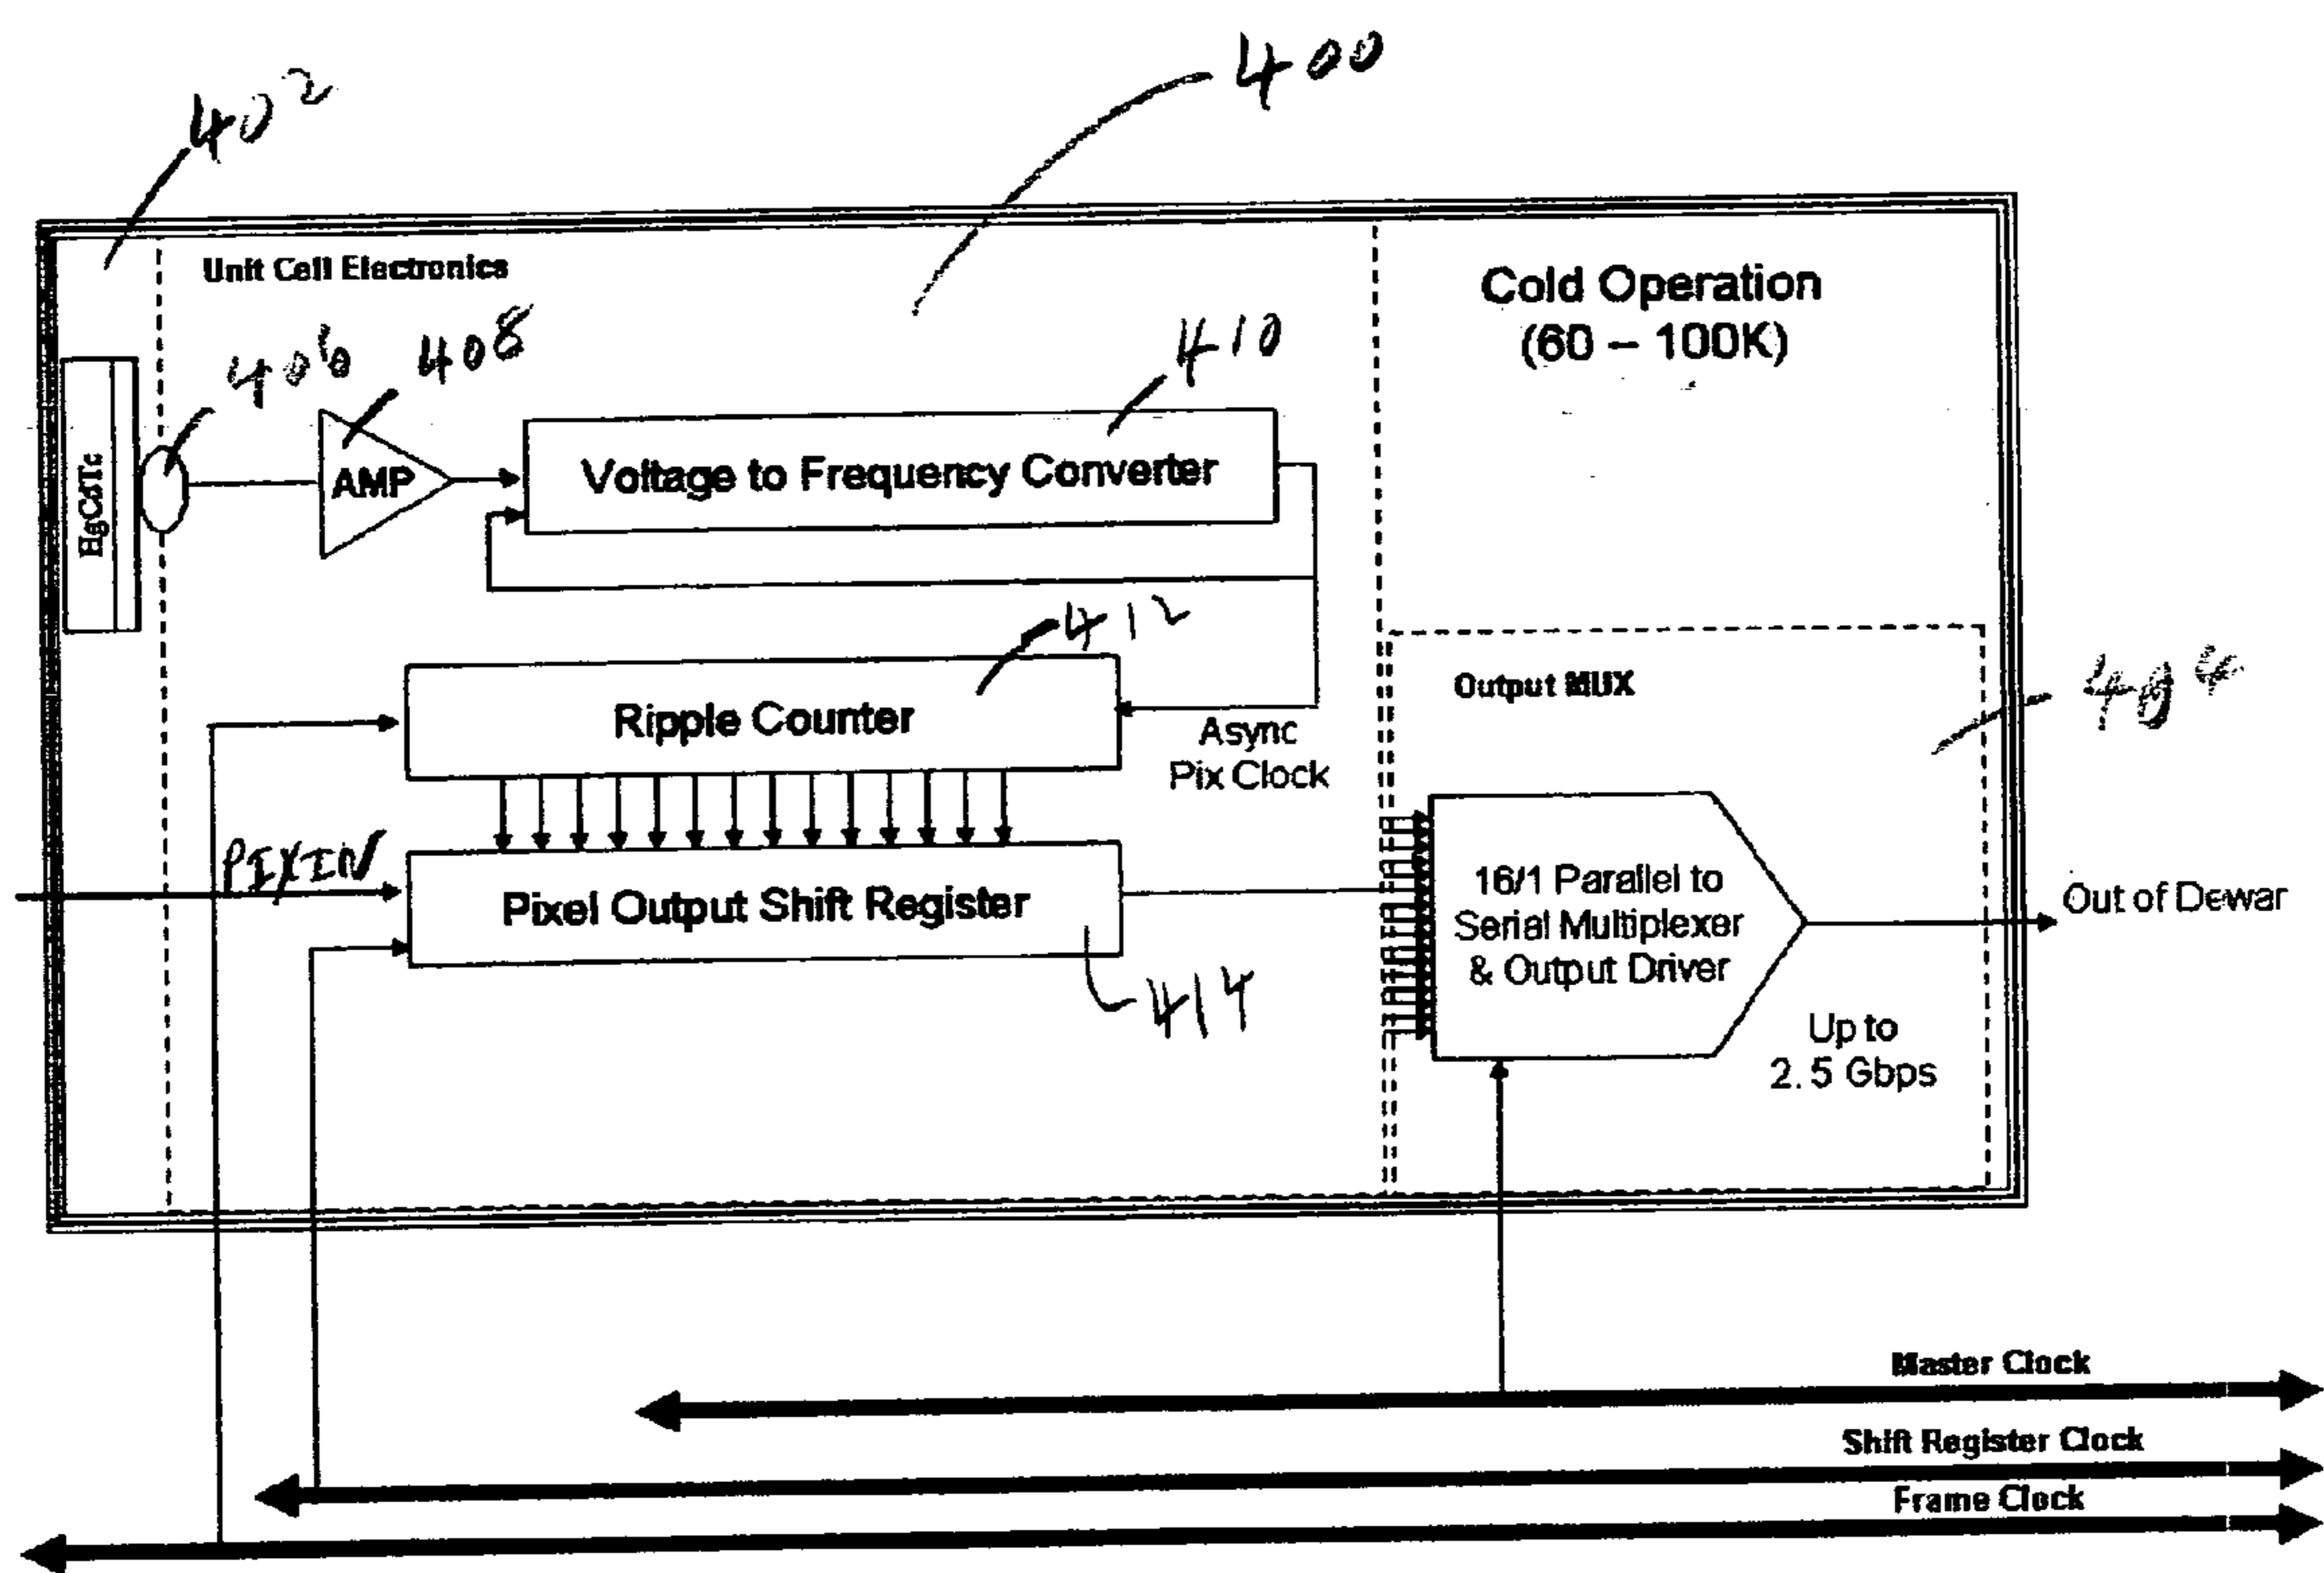 402
400
Unit Cell Electronics
Cold Operation
(60 – 100K)
406
408
410
HgCdTe
AMP
Voltage to Frequency Converter
412
Output MUX
404
Ripple Counter
Async
Pix Clock
PIXIN
Pixel Output Shift Register
16/1 Parallel to
Serial Multiplexer
& Output Driver
Out of Dewar
414
Up to
2.5 Gbps
Master Clock
Shift Register Clock
Frame Clock